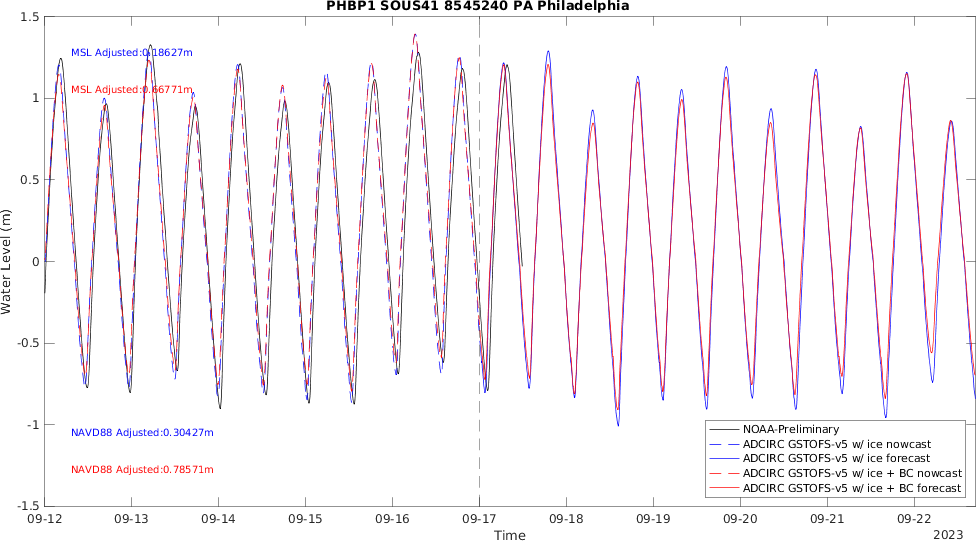 PHBP1 SOUS41 8545240 PA Philadelphia
1.5
MSL Adjusted:0.18627m
MSL Adjusted:0.66771m
1
0.5
0
Water Level (m)
-0.5
-1
NAVD88 Adjusted:0.30427m
NAVD88 Adjusted:0.78571m
-1.5
NOAA-Preliminary
ADCIRC GSTOFS-v5 w/ ice nowcast
ADCIRC GSTOFS-v5 w/ ice forecast
ADCIRC GSTOFS-v5 w/ ice + BC nowcast
ADCIRC GSTOFS-v5 w/ ice + BC forecast
09-12 09-13 09-14 09-15 09-16 09-17 09-18 09-19 09-20 09-21 09-22
Time
2023